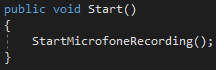 public void Start()
{
    StartMicrofoneRecording();
}